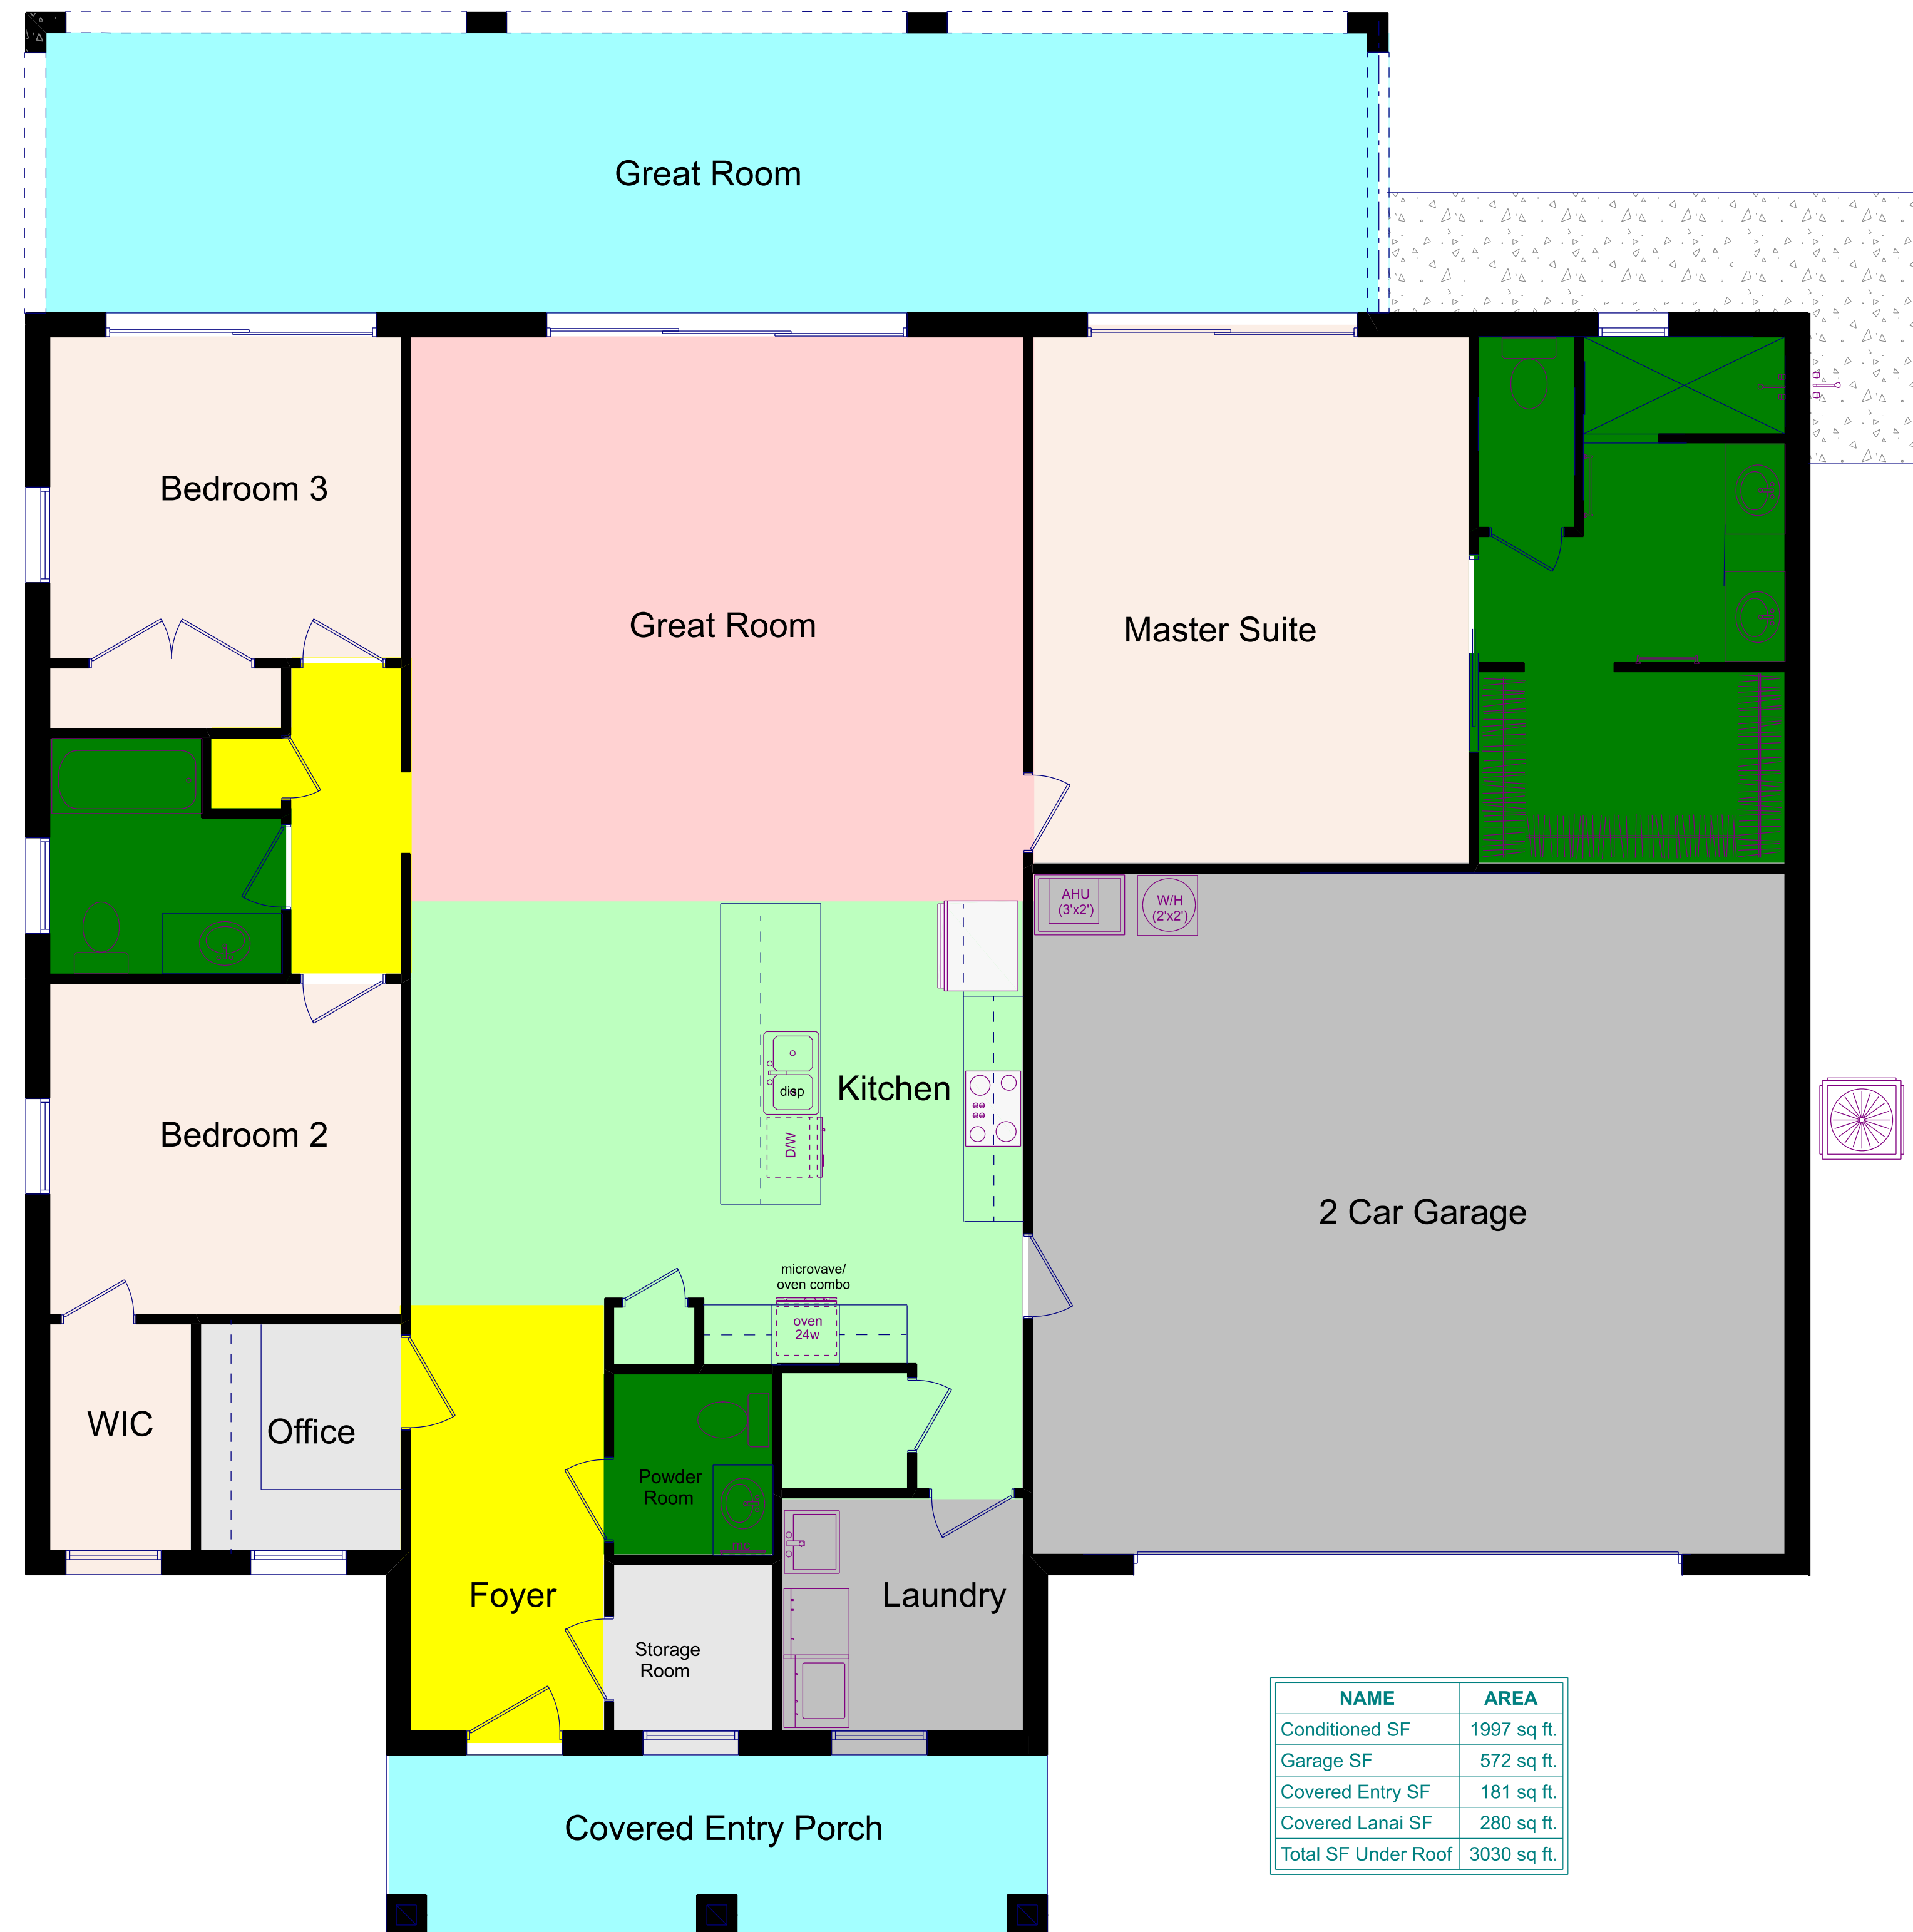 Great Room
Bedroom 3
Great Room
Master Suite
AHU
(3'x2')
W/H
(2'x2')
disp
Kitchen
D/W
Bedroom 2
2 Car Garage
microvave/
oven combo
oven
24w
WIC
Office
Powder
Room
mc
Foyer
Laundry
Storage
Room
NAME AREA
Conditioned SF 1997 sq ft.
Garage SF 572 sq ft.
Covered Entry SF 181 sq ft.
Covered Lanai SF 280 sq ft.
Total SF Under Roof 3030 sq ft.
Covered Entry Porch